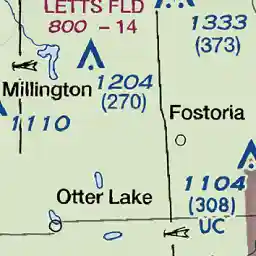 LETTS FLD
800 - 14
1333
(373)
Millington
1204
(270)
Fostoria
1110
1104
(308)
UC
Otter Lake